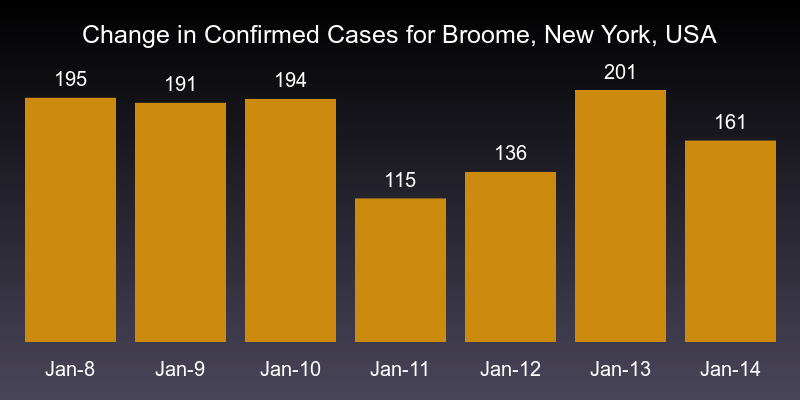 Change in Confirmed Cases for Broome, New York, USA
195
191
194
115
136
201
161
Jan-8
Jan-9
Jan-10
Jan-11
Jan-12
Jan-13
Jan-14